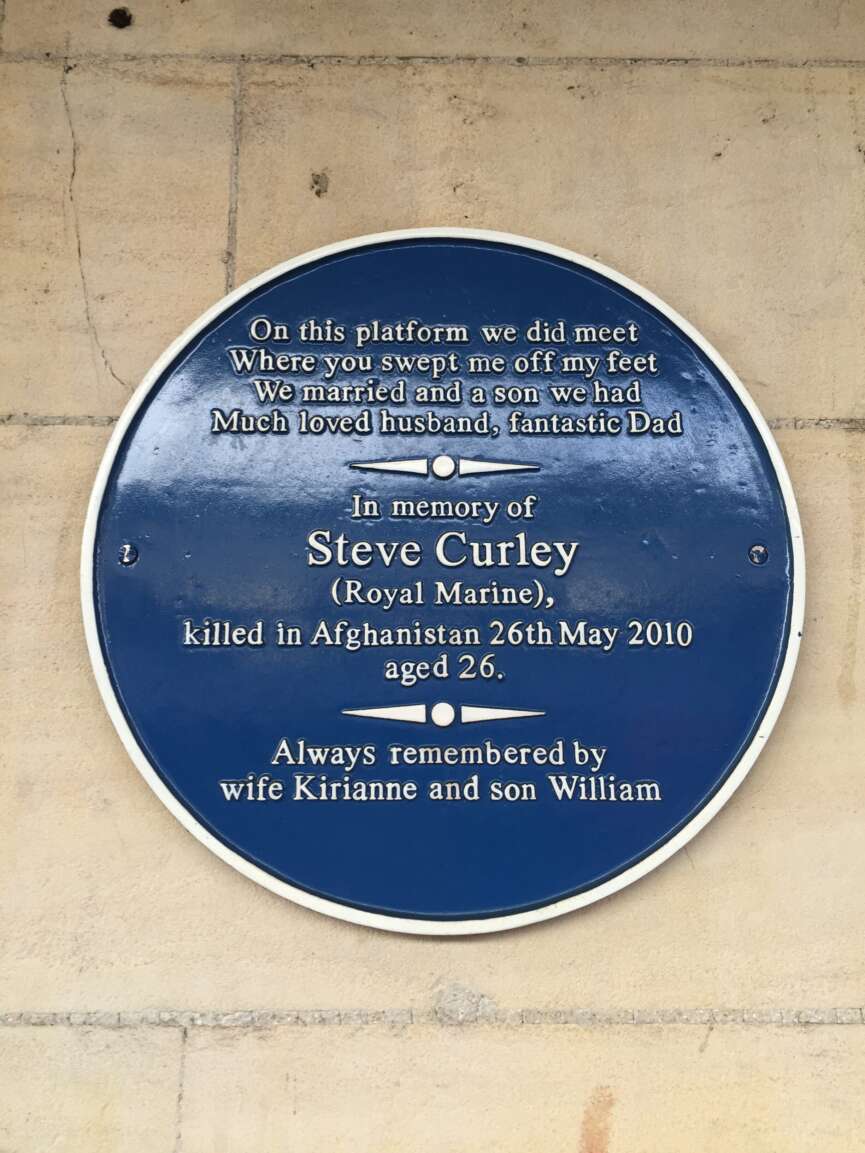 On this platform we did meet
Where you swept me off my feet
We married and a son we had
Much loved husband, fantastic Dad
In memory of
Steve Curley
(Royal Marine),
killed in Afghanistan 26th May 2010
aged 26.
Always remembered by
wife Kirianne and son William